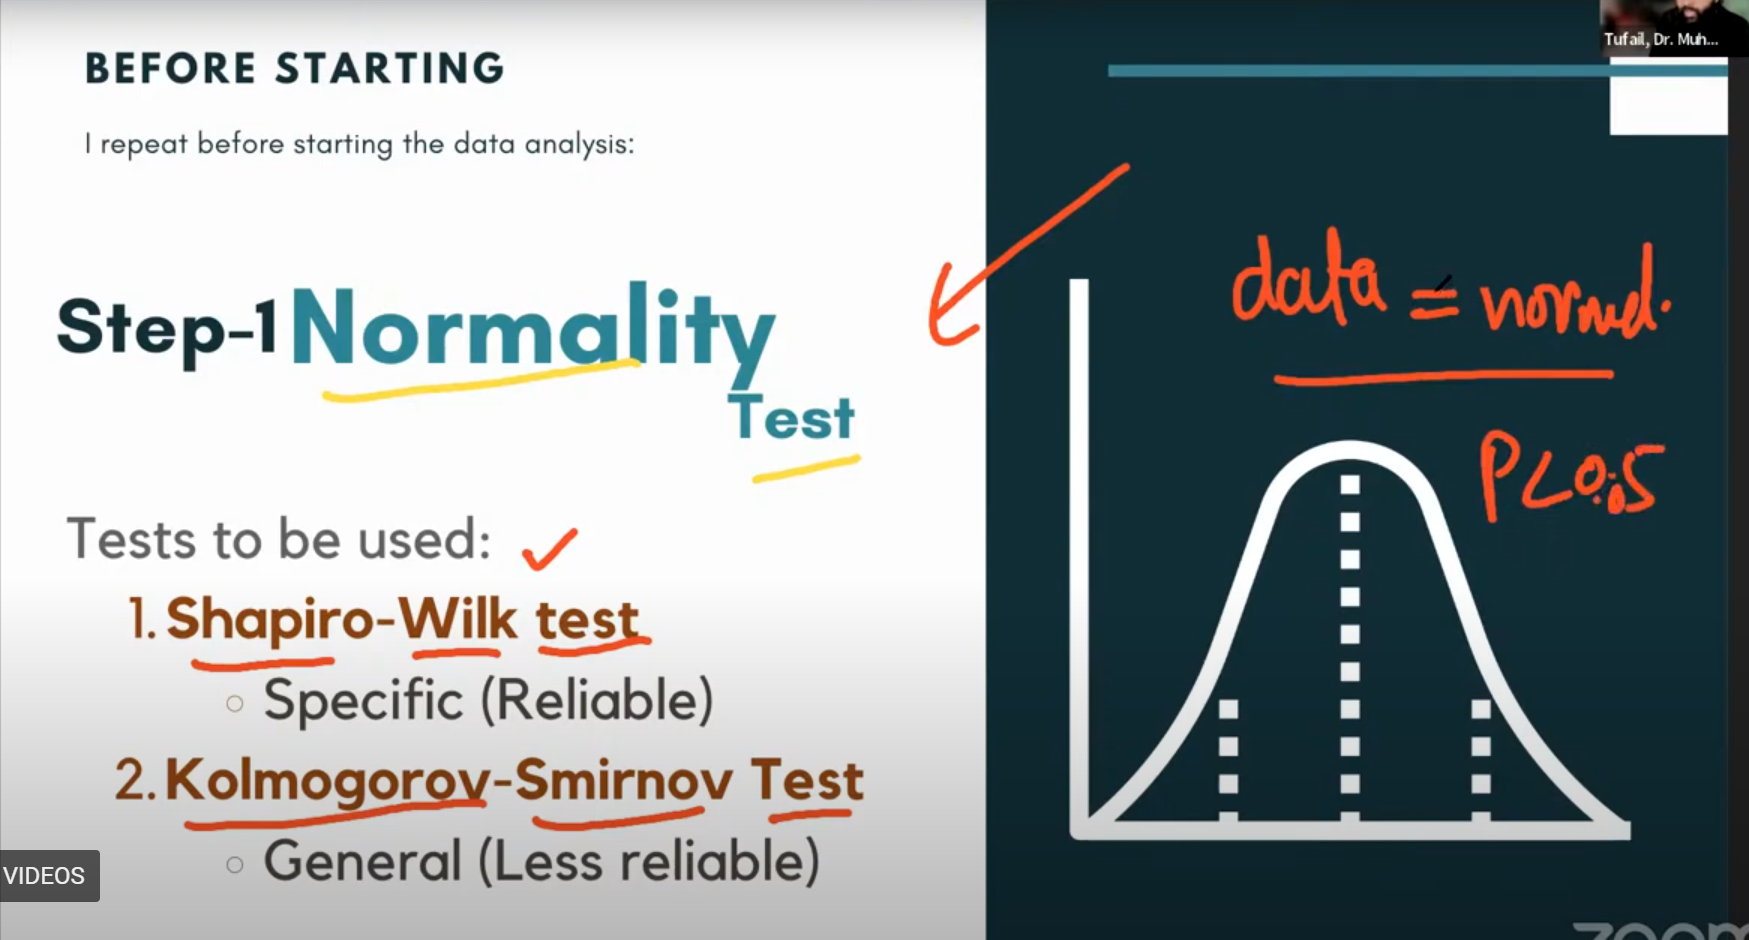 BEFORE STARTING
I repeat before starting the data analysis:
Step-1 Normality
Test
Tests to be used:
1. Shapiro-Wilk test
Specific (Reliable)
2. Kolmogorov-Smirnov Test
General (Less reliable)
VIDEOS
Tufail, Dr. Muh...
data = normal.
P<0.05
zoom